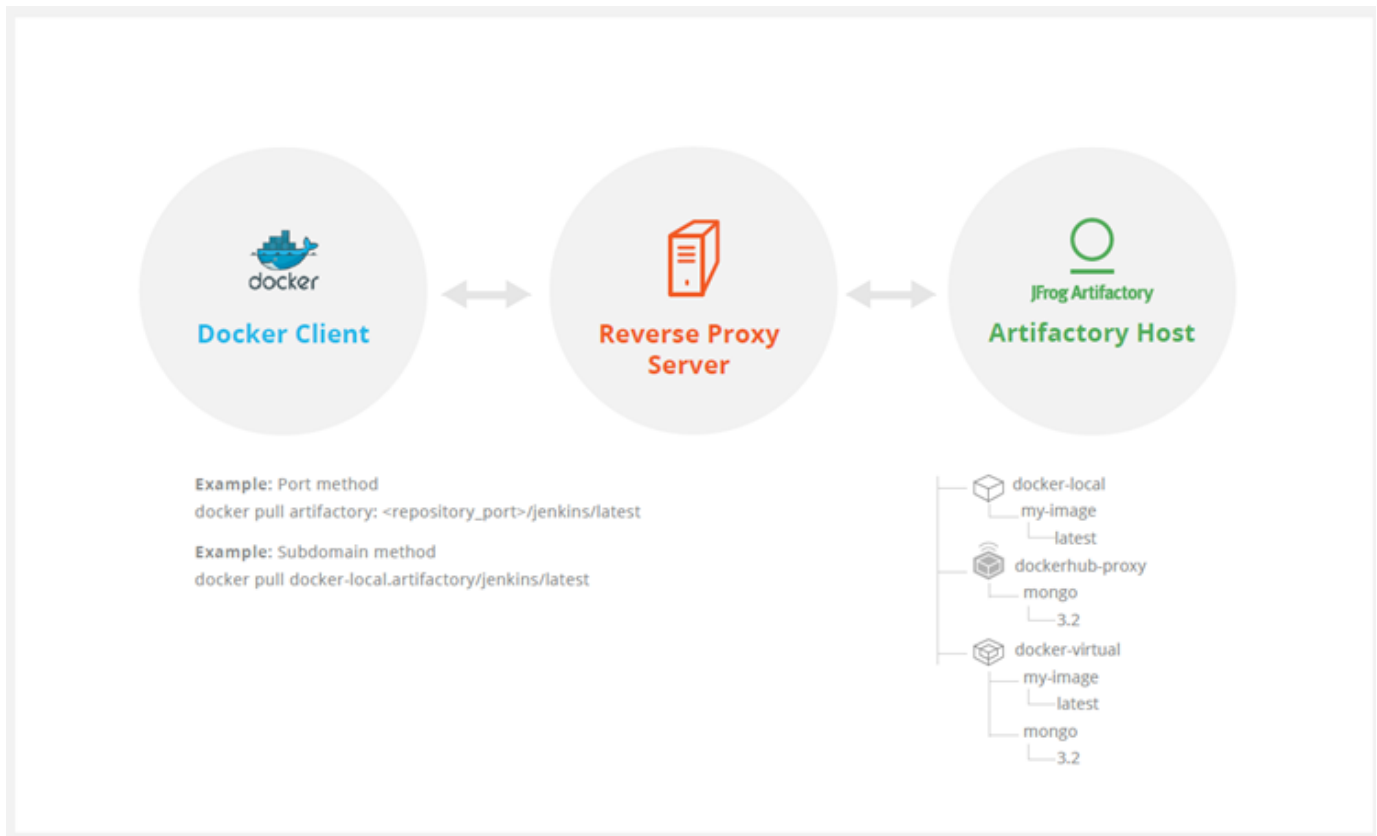 docker
Docker Client
Reverse Proxy
Server
JFrog Artifactory
Artifactory Host
Example: Port method
docker pull artifactory: <repository_port>/jenkins/latest
Example: Subdomain method
docker pull docker-local.artifactory/jenkins/latest
docker-local
my-image
latest
dockerhub-proxy
mongo
3.2
docker-virtual
my-image
latest
mongo
3.2